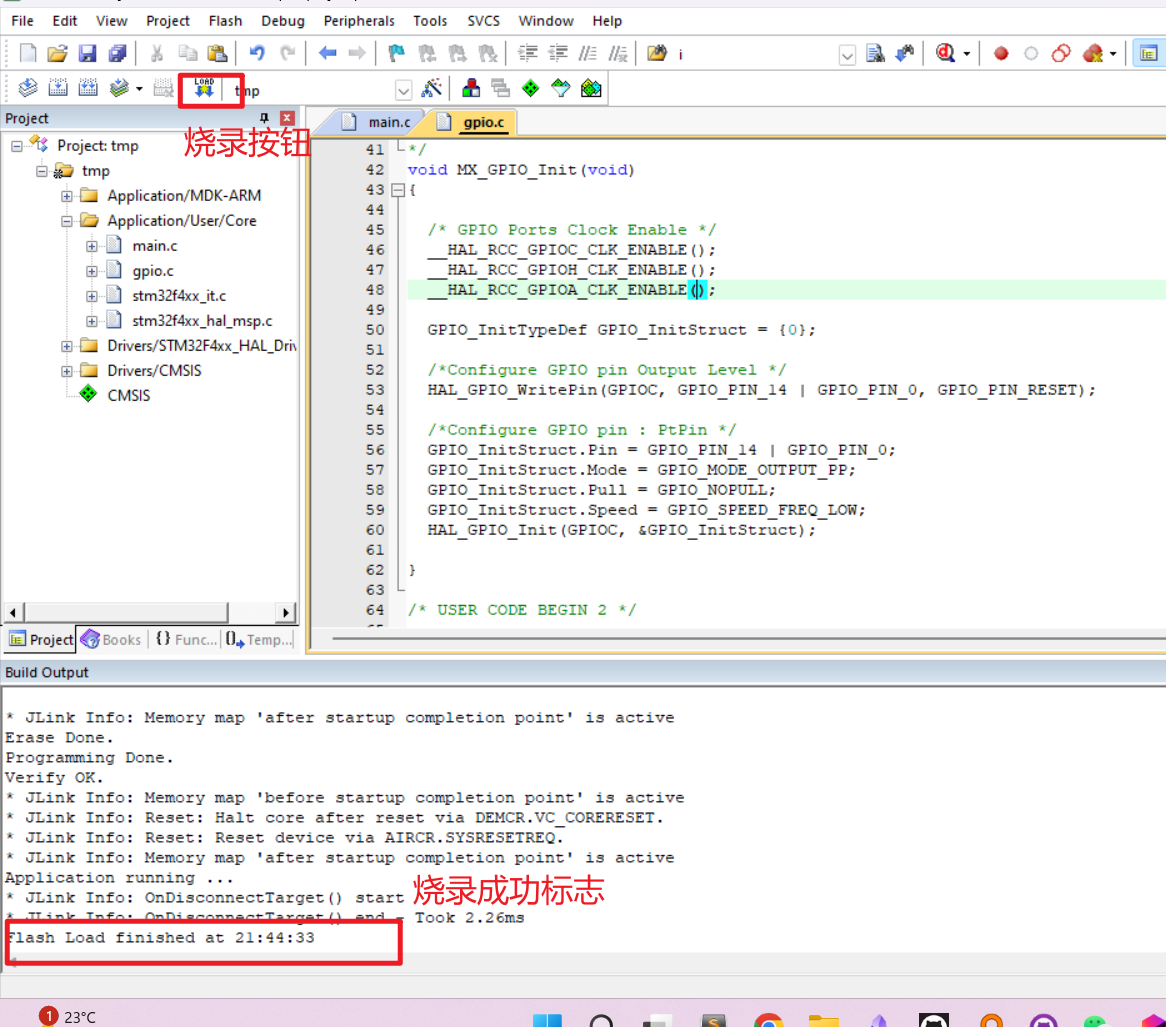 File Edit View Project Flash Debug Peripherals Tools SVCS Window Help
LOAD
tmp
Project
烧录按钮
main.c gpio.c
Project: tmp
tmp
Application/MDK-ARM
Application/User/Core
main.c
gpio.c
stm32f4xx_it.c
stm32f4xx_hal_msp.c
Drivers/STM32F4xx_HAL_Driv
Drivers/CMSIS
CMSIS
41 */
42 void MX_GPIO_Init(void)
43 {
44
45 /* GPIO Ports Clock Enable */
46 __HAL_RCC_GPIOC_CLK_ENABLE();
47 __HAL_RCC_GPIOH_CLK_ENABLE();
48 __HAL_RCC_GPIOA_CLK_ENABLE();
49
50 GPIO_InitTypeDef GPIO_InitStruct = {0};
51
52 /*Configure GPIO pin Output Level */
53 HAL_GPIO_WritePin(GPIOC, GPIO_PIN_14 | GPIO_PIN_0, GPIO_PIN_RESET);
54
55 /*Configure GPIO pin : PtPin */
56 GPIO_InitStruct.Pin = GPIO_PIN_14 | GPIO_PIN_0;
57 GPIO_InitStruct.Mode = GPIO_MODE_OUTPUT_PP;
58 GPIO_InitStruct.Pull = GPIO_NOPULL;
59 GPIO_InitStruct.Speed = GPIO_SPEED_FREQ_LOW;
60 HAL_GPIO_Init(GPIOC, &GPIO_InitStruct);
61
62 }
63
64 /* USER CODE BEGIN 2 */
Project Books {} Func... Temp...
Build Output
* JLink Info: Memory map 'after startup completion point' is active
Erase Done.
Programming Done.
Verify OK.
* JLink Info: Memory map 'before startup completion point' is active
* JLink Info: Reset: Halt core after reset via DEMCR.VC_CORERESET.
* JLink Info: Reset: Reset device via AIRCR.SYSRESETREQ.
* JLink Info: Memory map 'after startup completion point' is active
Application running ...
* JLink Info: OnDisconnectTarget() start
烧录成功标志
* JLink Info: OnDisconnectTarget() end - Took 2.26ms
Flash Load finished at 21:44:33
1 23°C